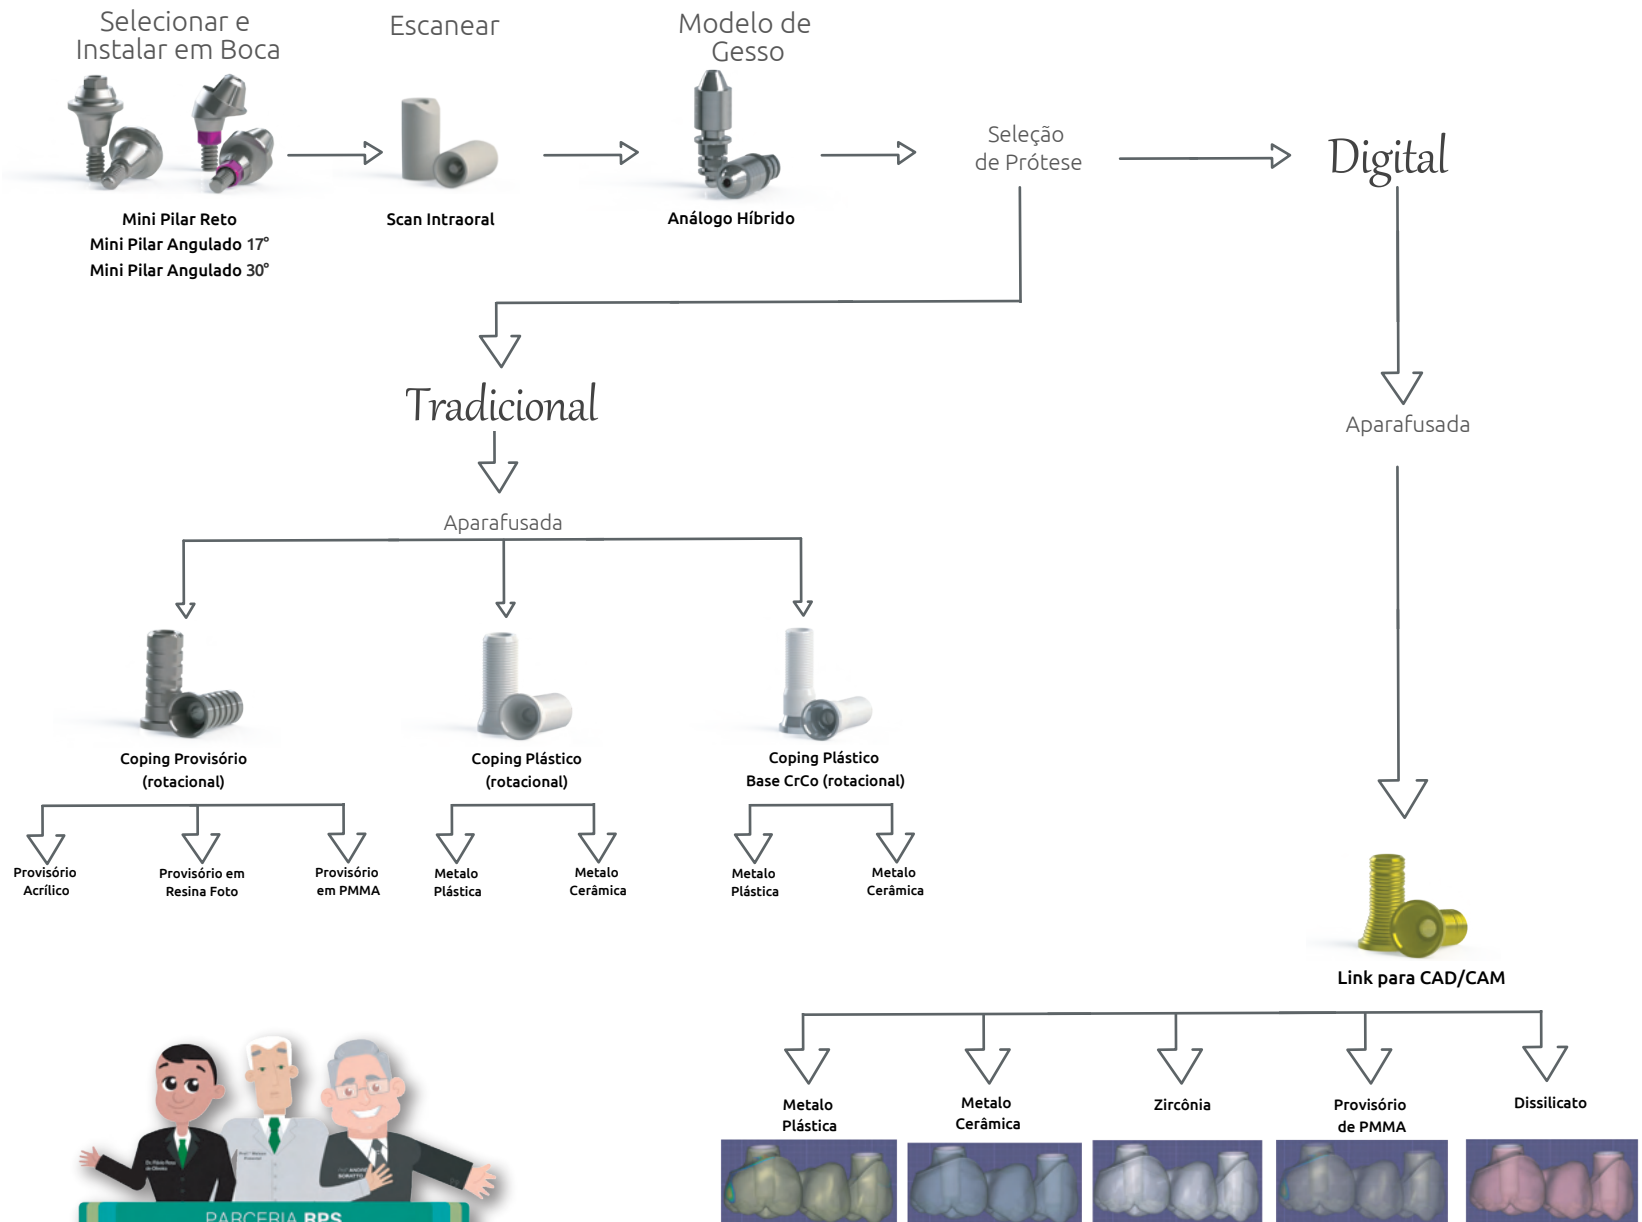 Selecionar e
Instalar em Boca
Escanear
Modelo de
Gesso
Seleção
de Prótese
Digital
Mini Pilar Reto
Mini Pilar Angulado 17°
Mini Pilar Angulado 30°
Scan Intraoral
Análogo Híbrido
Tradicional
Aparafusada
Aparafusada
Coping Provisório
(rotacional)
Coping Plástico
(rotacional)
Coping Plástico
Base CrCo (rotacional)
Provisório
Acrílico
Provisório em
Resina Foto
Provisório
em PMMA
Metalo
Plástica
Metalo
Cerâmica
Metalo
Plástica
Metalo
Cerâmica
Link para CAD/CAM
Metalo
Plástica
Metalo
Cerâmica
Zircônia
Provisório
de PMMA
Dissilicato
PARCERIA RPS